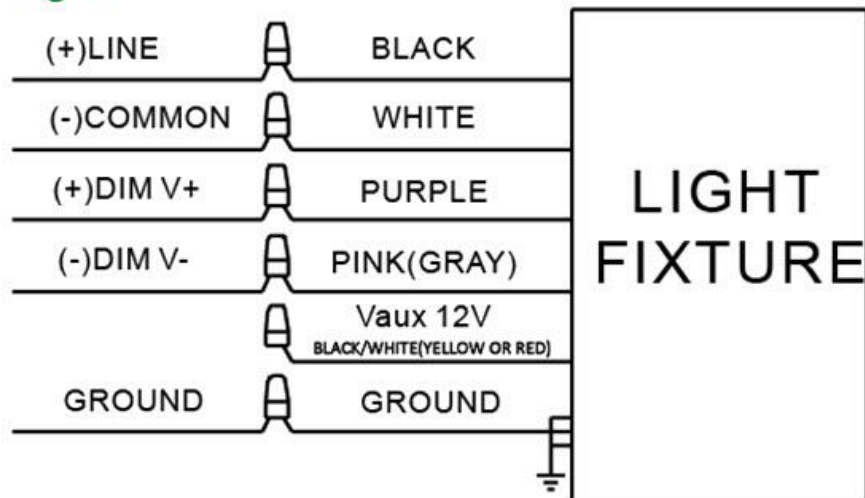 (+)LINE BLACK
(-)COMMON WHITE
(+)DIM V+ PURPLE
(-)DIM V- PINK(GRAY)
Vaux 12V
BLACK/WHITE(YELLOW OR RED)
GROUND GROUND
LIGHT
FIXTURE